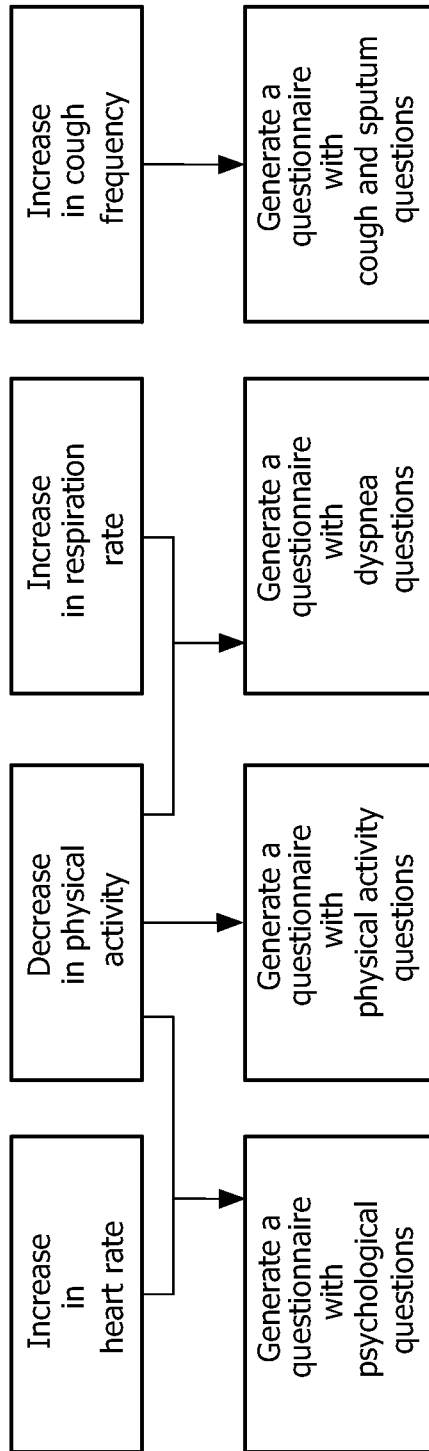 Increase
in
heart rate
Decrease
in physical
activity
Increase
in respiration
rate
Increase
in cough
frequency
Generate a
questionnaire
with
psychological
questions
Generate a
questionnaire
with
physical activity
questions
Generate a
questionnaire
with
dyspnea
questions
Generate a
questionnaire
with
cough and sputum
questions